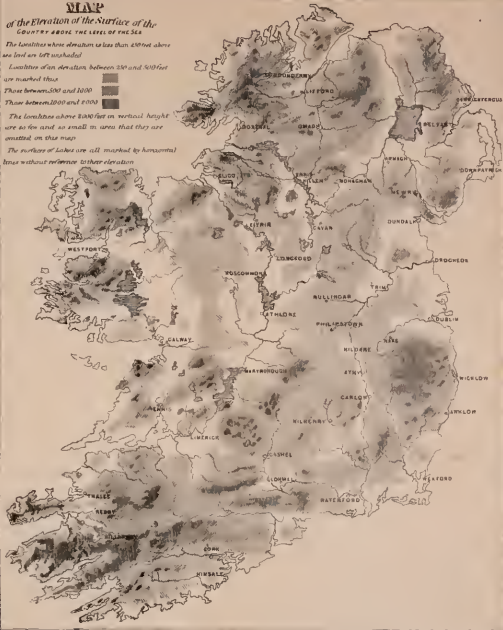 MAP
of the Elevation of the Surface of the
COUNTRY ABOVE THE LEVEL OF THE SEA
The Localities whose elevation is less than 250 feet above
sea level are left unshaded
Localities of an elevation between 250 and 500 feet
are marked thus
Those between 500 and 1000
Those between 1000 and 2000
The localities above 2000 feet in vertical height
are so few and so small in area that they are
omitted on this map
The surfaces of Lakes are all marked by horizontal
lines without reference to their elevation
LONDONDERRY
LIFFORD
CARRICKFERGUS
BELFAST
DONEGAL
OMAGH
ARMAGH
DOWNPATRICK
SLIGO
ENNISKILLEN
MONAGHAN
NEWRY
DUNDALK
LEITRIM
CAVAN
WESTPORT
LONGFORD
DROGHEDA
ROSCOMMON
TRIM
MULLINGAR
ATHLONE
DUBLIN
PHILIPSTOWN
GALWAY
NAAS
KILDARE
MARYBOROUGH
ATHY
WICKLOW
CARLOW
ARKLOW
ENNIS
KILKENNY
LIMERICK
CASHEL
CLONMEL
WEXFORD
WATERFORD
TRALEE
KERRY
CORK
KINSALE